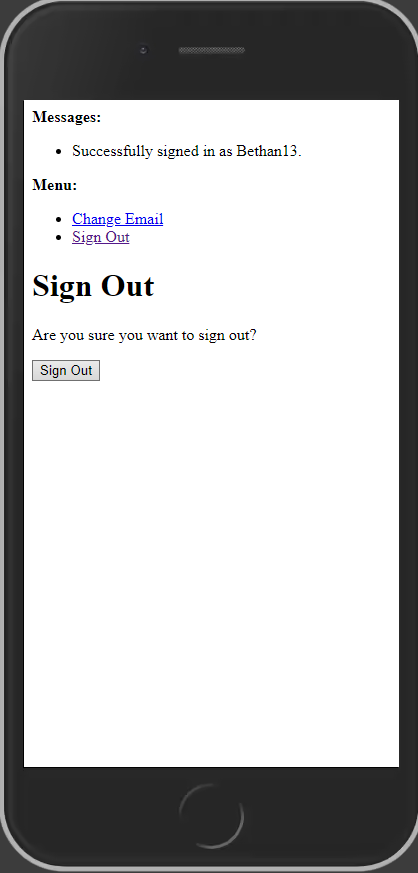 Messages:
Successfully signed in as Bethan13.
Menu:
Change Email
Sign Out
Sign Out
Are you sure you want to sign out?
Sign Out